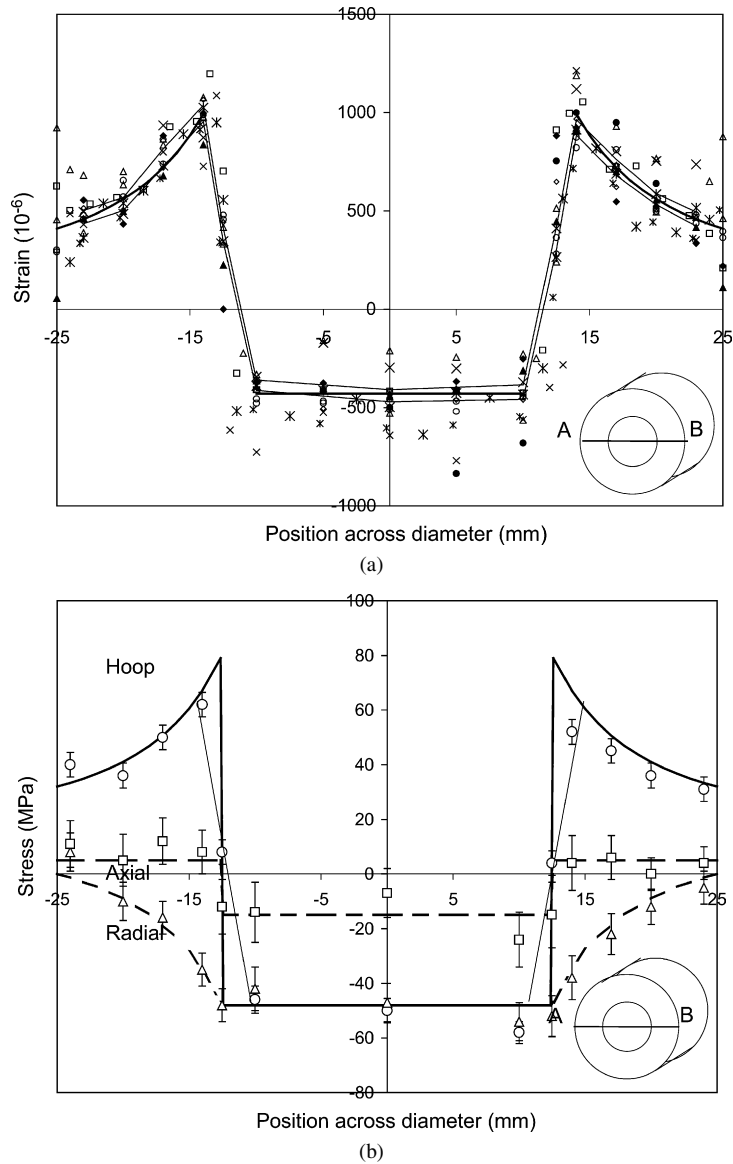 1500
1000
500
0
-25
-15
-5
5
15
25
-500
-1000
Strain (10-6)
A
B
Position across diameter (mm)
(a)
100
80
60
40
20
0
-25
-15
-5
5
15
25
-20
-40
-60
-80
Hoop
Axial
Radial
Stress (MPa)
A
B
Position across diameter (mm)
(b)